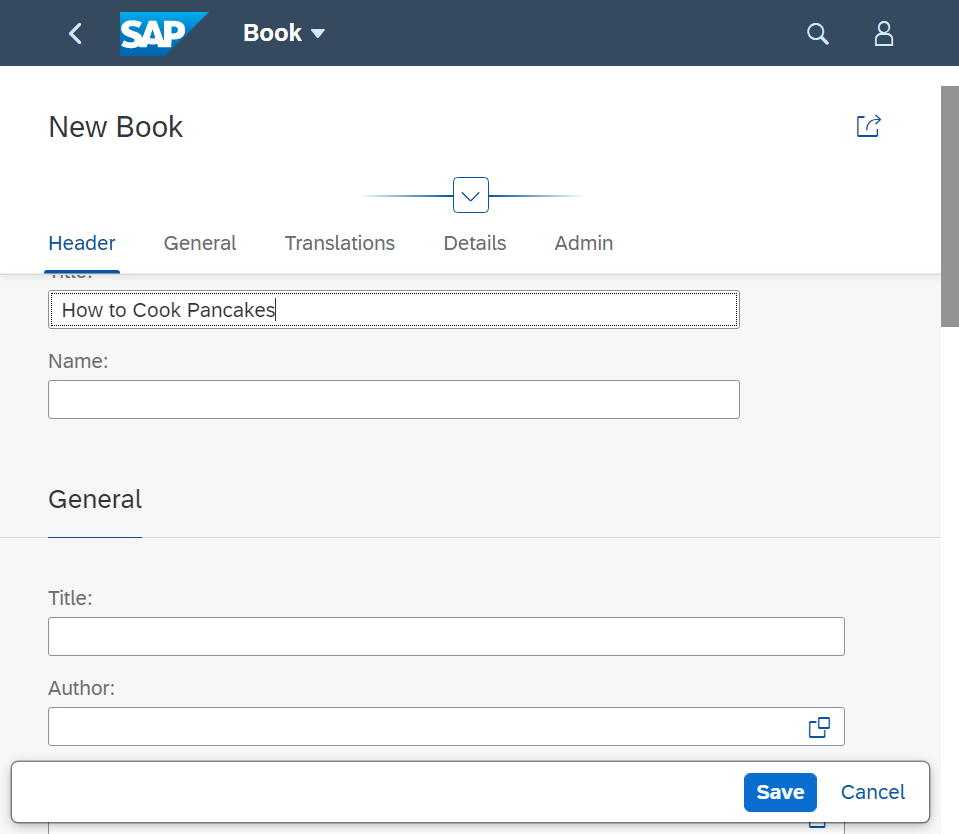 SAP Book
New Book
Header General Translations Details Admin
Title:
How to Cook Pancakes
Name:
General
Title:
Author:
Save Cancel